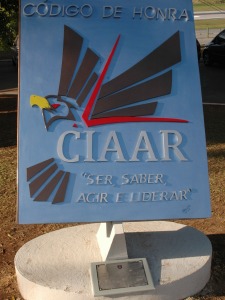 CÓDIGO DE HONRA
CIAAR
"SER SABER
AGIR E LIDERAR"